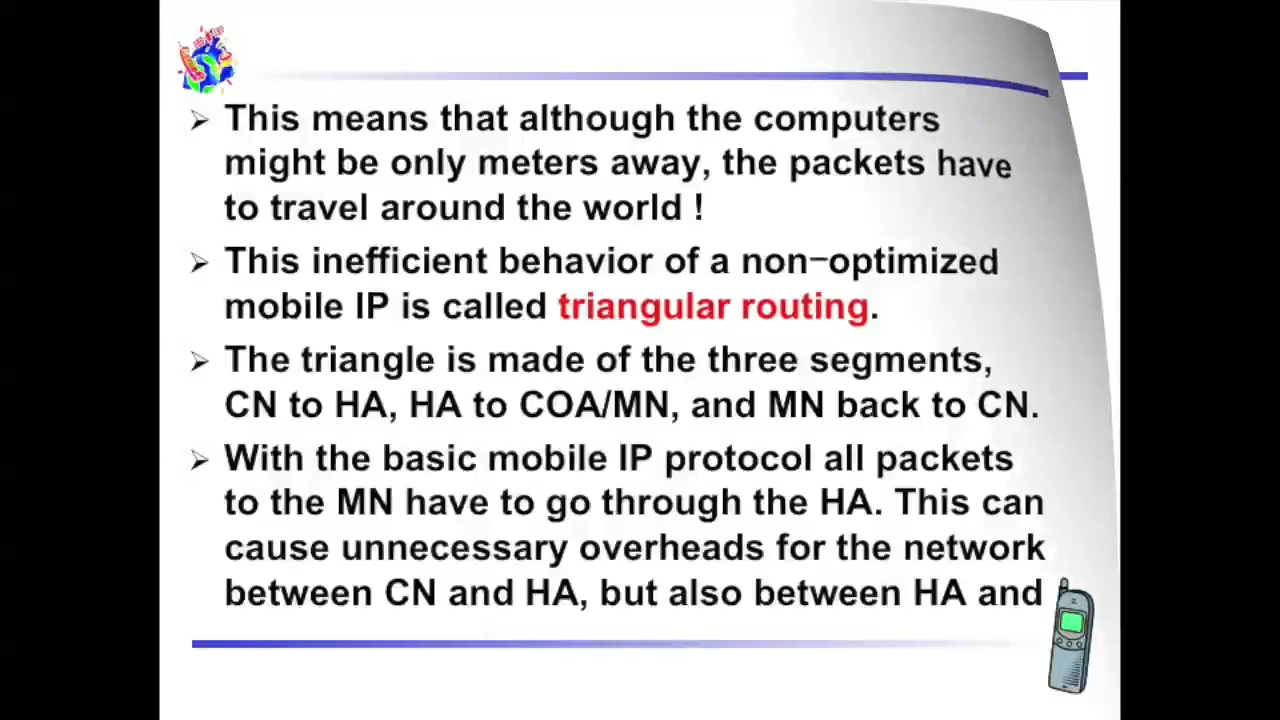 This means that although the computers
might be only meters away, the packets have
to travel around the world !
This inefficient behavior of a non-optimized
mobile IP is called triangular routing.
The triangle is made of the three segments,
CN to HA, HA to COA/MN, and MN back to CN.
With the basic mobile IP protocol all packets
to the MN have to go through the HA. This can
cause unnecessary overheads for the network
between CN and HA, but also between HA and